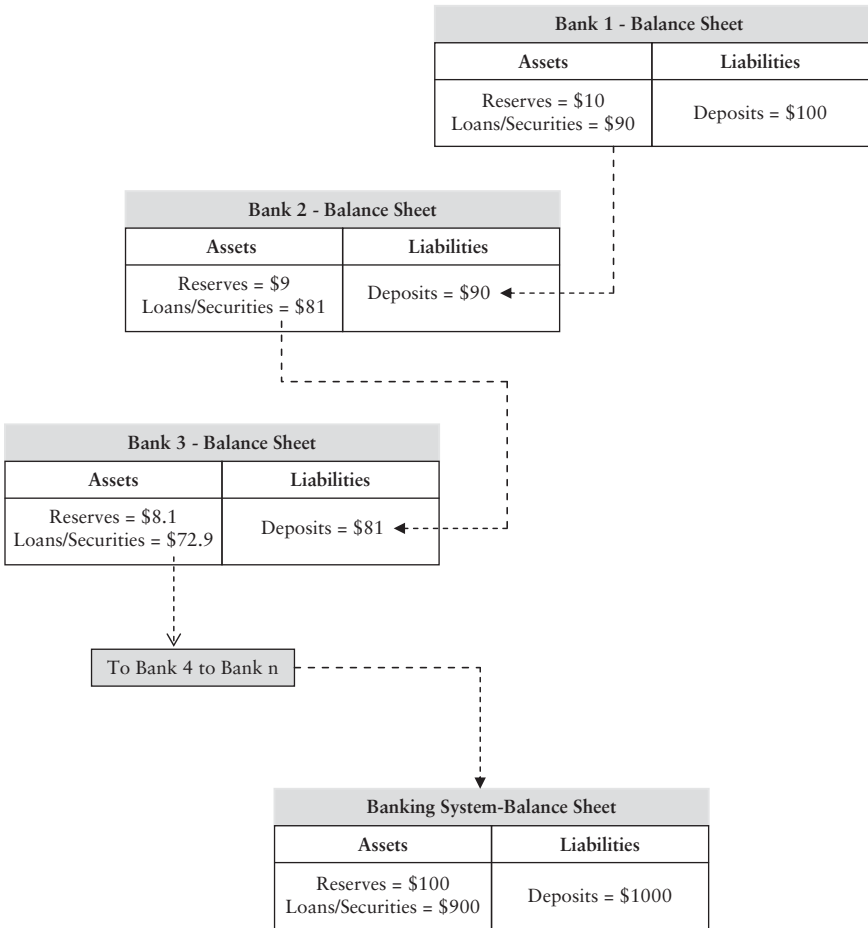 Bank 1 - Balance Sheet
Assets
Liabilities
Reserves = $10
Loans/Securities = $90
Deposits = $100
Bank 2 - Balance Sheet
Assets
Liabilities
Reserves = $9
Loans/Securities = $81
Deposits = $90
Bank 3 - Balance Sheet
Assets
Liabilities
Reserves = $8.1
Loans/Securities = $72.9
Deposits = $81
To Bank 4 to Bank n
Banking System-Balance Sheet
Assets
Liabilities
Reserves = $100
Loans/Securities = $900
Deposits = $1000